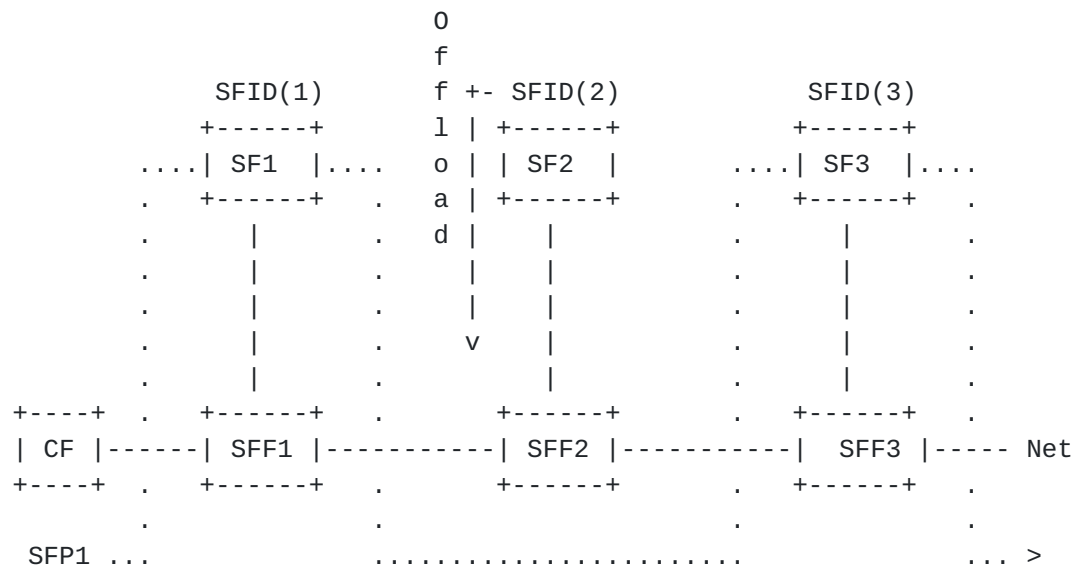 O
                            f
             SFID(1)        f +- SFID(2)             SFID(3)
            +------+        l | +------+            +------+
        ....| SF1  |....    o | | SF2  |        ....| SF3  |....
        .   +------+   .    a | +------+        .   +------+   .
        .      |       .    d |    |            .      |       .
        .      |       .      |    |            .      |       .
        .      |       .      |    |            .      |       .
        .      |       .      v    |            .      |       .
        .      |       .           |            .      |       .
+----+  .   +------+   .        +------+        .   +------+   .
| CF |------| SFF1 |-----------| SFF2 |-----------|  SFF3 |----- Net
+----+  .   +------+   .        +------+        .   +------+   .
        .              .                        .              .
 SFP1 ...              .........................              ... >